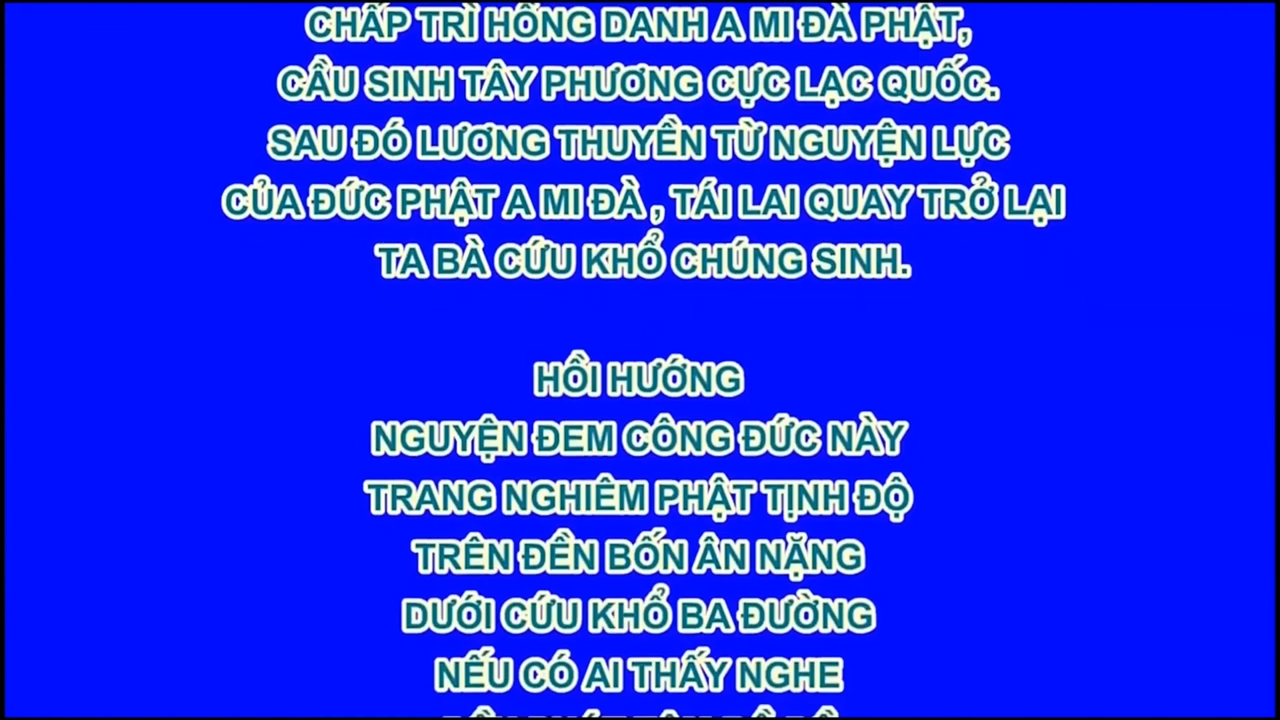 CHẤP TRÌ HỒNG DANH A MI ĐÀ PHẬT,
CẦU SINH TÂY PHƯƠNG CỰC LẠC QUỐC.
SAU ĐÓ LƯƠNG THUYỀN TỪ NGUYỆN LỰC
CỦA ĐỨC PHẬT A MI ĐÀ , TÁI LAI QUAY TRỞ LẠI
TA BÀ CỨU KHỔ CHÚNG SINH.
HỒI HƯỚNG
NGUYỆN ĐEM CÔNG ĐỨC NÀY
TRANG NGHIÊM PHẬT TỊNH ĐỘ
TRÊN ĐỀN BỐN ÂN NẶNG
DƯỚI CỨU KHỔ BA ĐƯỜNG
NẾU CÓ AI THẤY NGHE